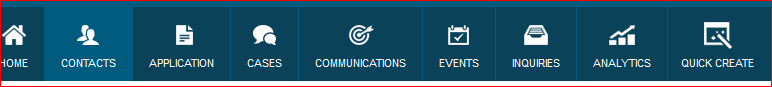 HOME CONTACTS APPLICATION CASES COMMUNICATIONS EVENTS INQUIRIES ANALYTICS QUICK CREATE